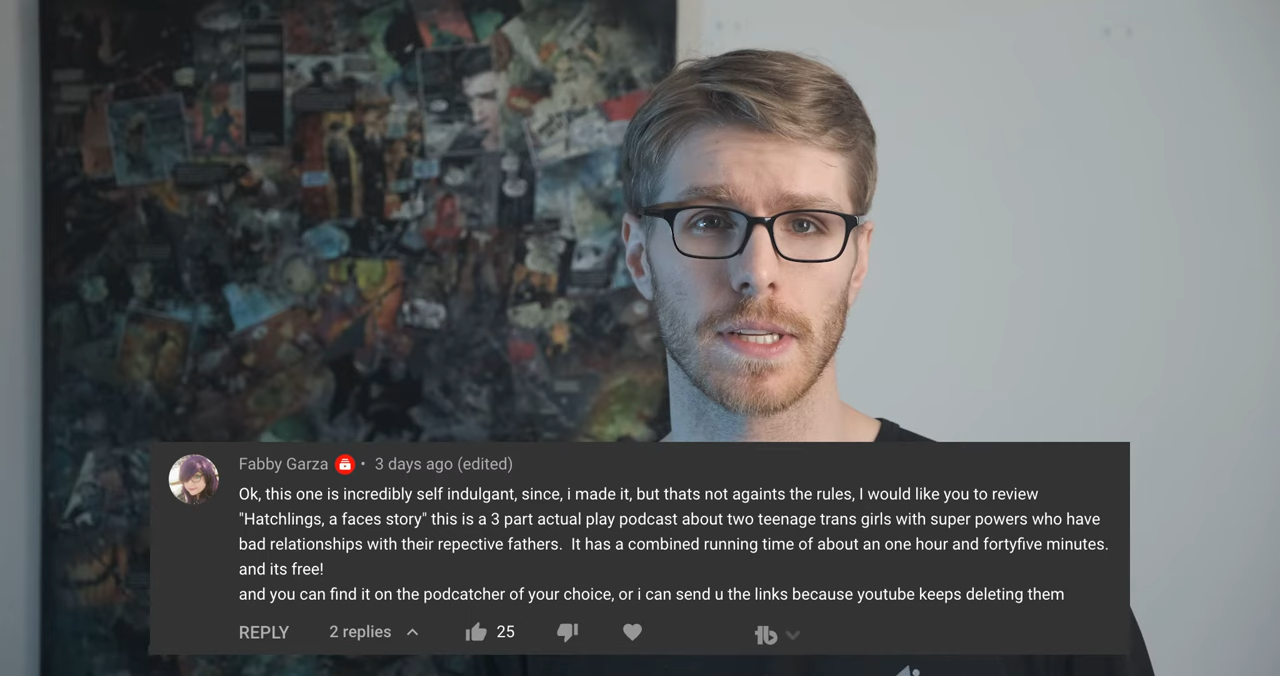 Fabby Garza • 3 days ago (edited)
Ok, this one is incredibly self indulgant, since, i made it, but thats not againts the rules, I would like you to review
"Hatchlings, a faces story" this is a 3 part actual play podcast about two teenage trans girls with super powers who have
bad relationships with their repective fathers.  It has a combined running time of about an one hour and fortyfive minutes.
and its free!
and you can find it on the podcatcher of your choice, or i can send u the links because youtube keeps deleting them
REPLY 2 replies 25 tb